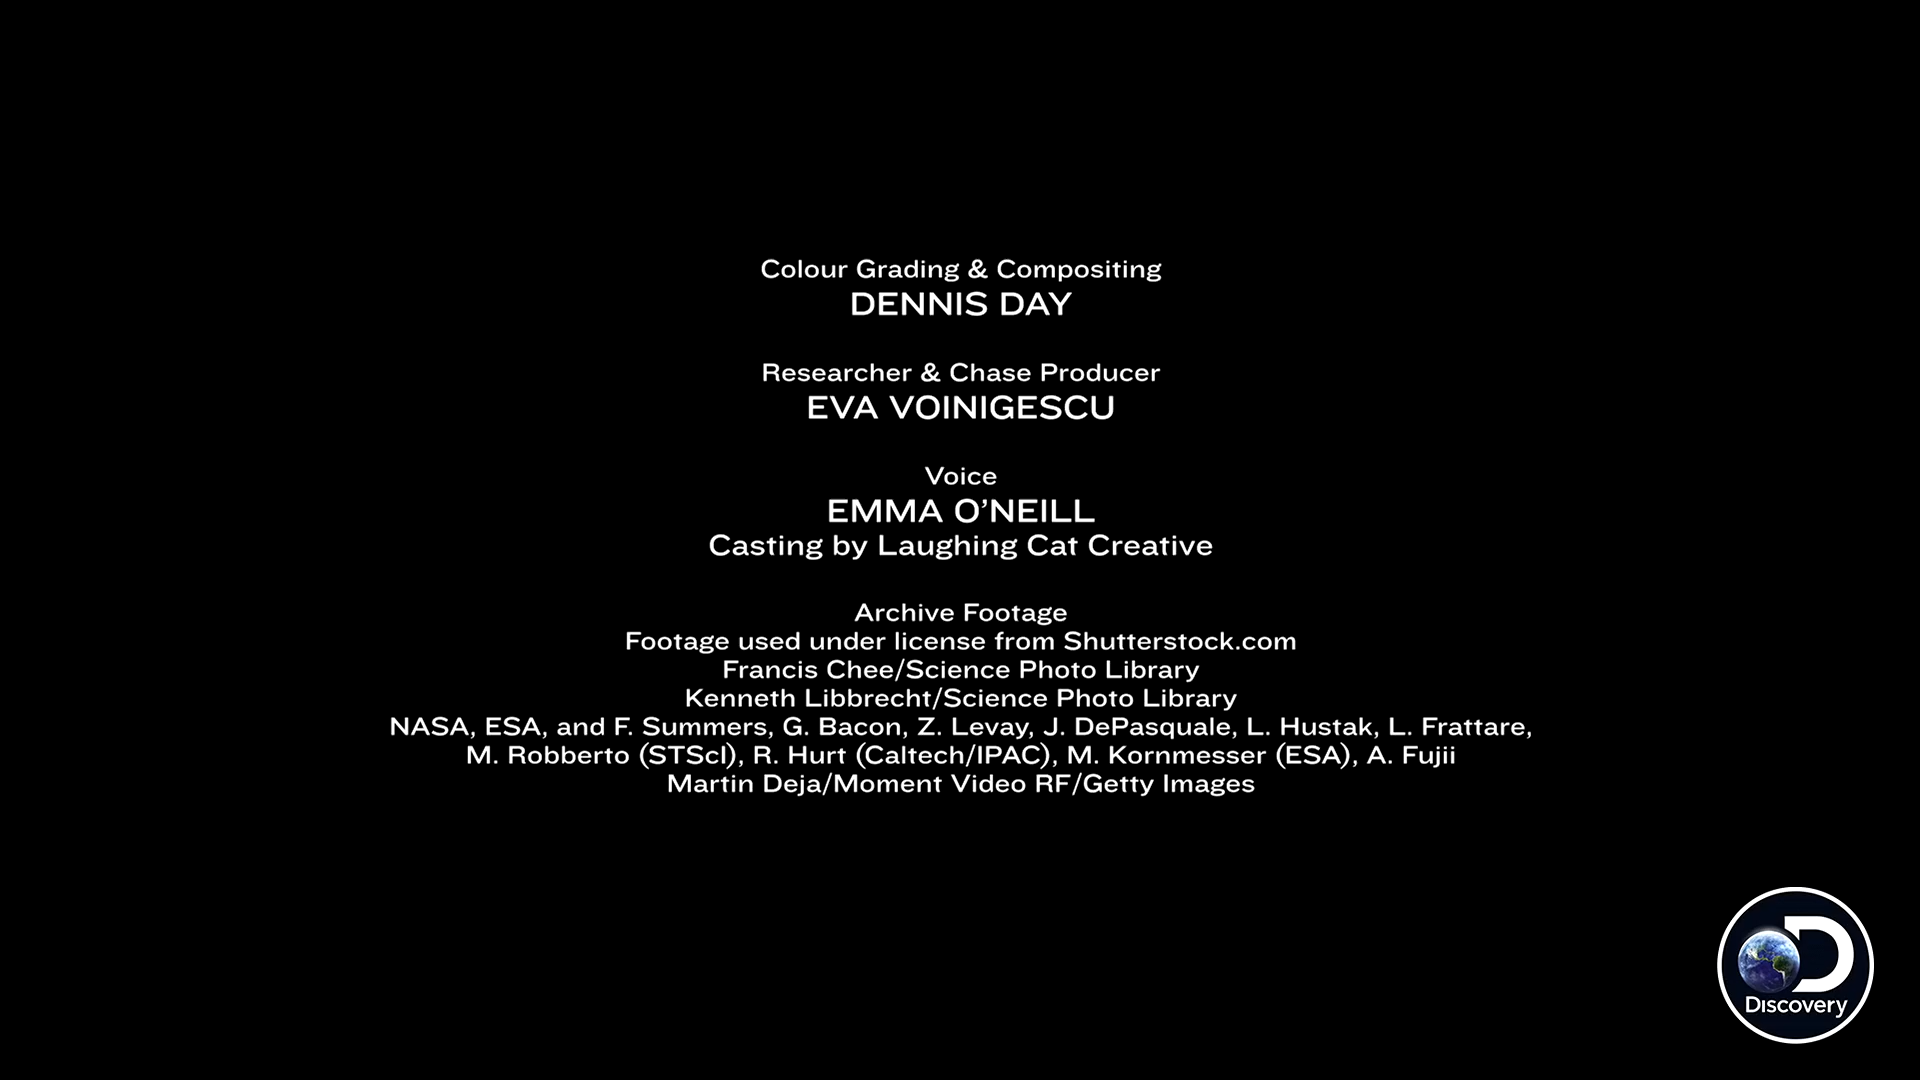 Colour Grading & Compositing
DENNIS DAY
Researcher & Chase Producer
EVA VOINIGESCU
Voice
EMMA O’NEILL
Casting by Laughing Cat Creative
Archive Footage
Footage used under license from Shutterstock.com
Francis Chee/Science Photo Library
Kenneth Libbrecht/Science Photo Library
NASA, ESA, and F. Summers, G. Bacon, Z. Levay, J. DePasquale, L. Hustak, L. Frattare,
M. Robberto (STScI), R. Hurt (Caltech/IPAC), M. Kornmesser (ESA), A. Fujii
Martin Deja/Moment Video RF/Getty Images
D
Discovery